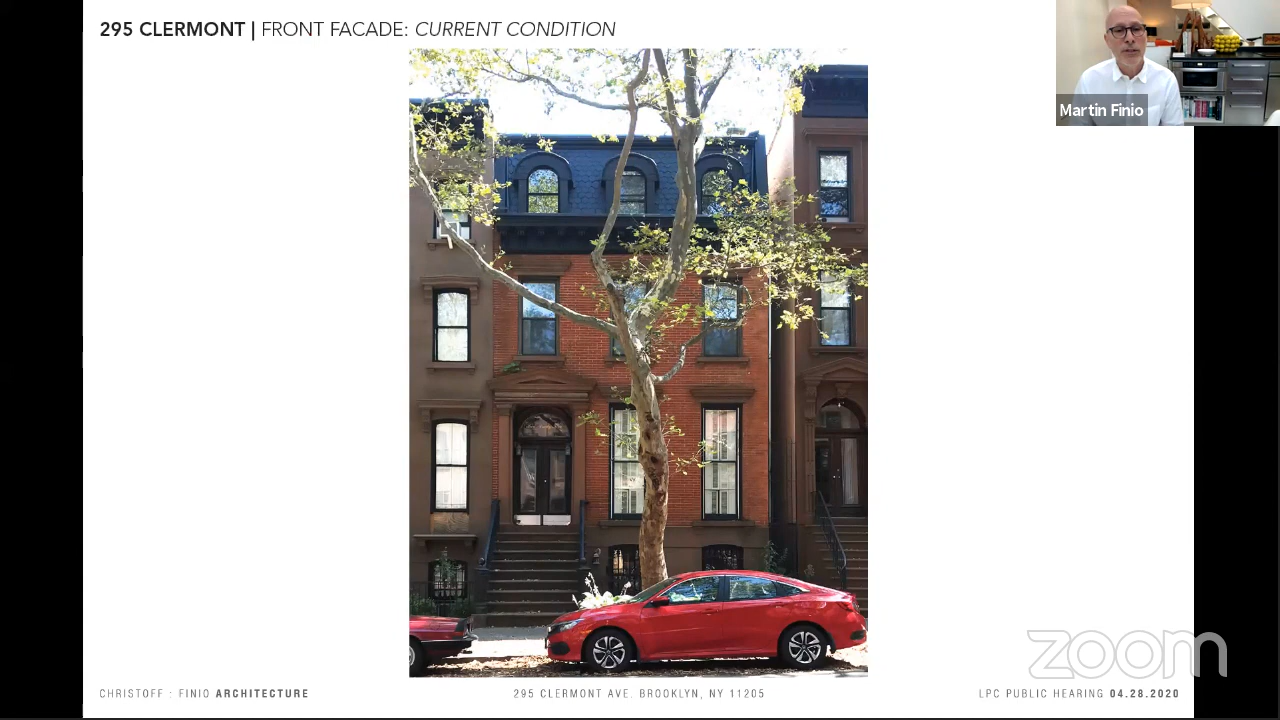 295 CLERMONT | FRONT FACADE: CURRENT CONDITION
Martin Finio
zoom
CHRISTOFF : FINIO ARCHITECTURE
295 CLERMONT AVE. BROOKLYN, NY 11205
LPC PUBLIC HEARING 04.28.2020